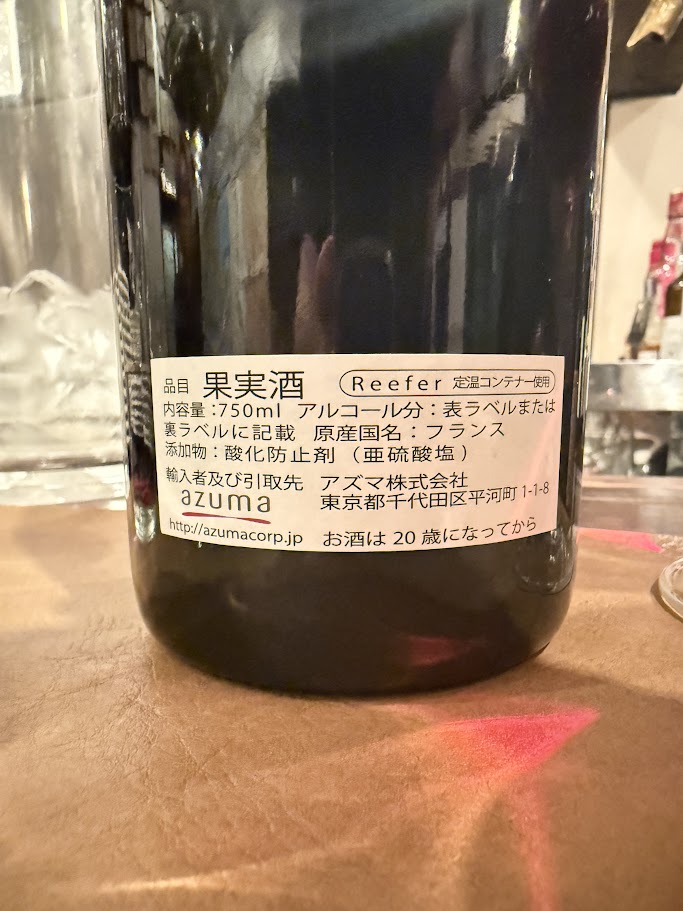 品目 果実酒 Reefer 定温コンテナー使用
内容量：750ml アルコール分：表ラベルまたは
裏ラベルに記載 原産国名：フランス
添加物：酸化防止剤（亜硫酸塩）
輸入者及び引取先 アズマ株式会社
azuma 東京都千代田区平河町 1-1-8
http://azumacorp.jp お酒は 20 歳になってから